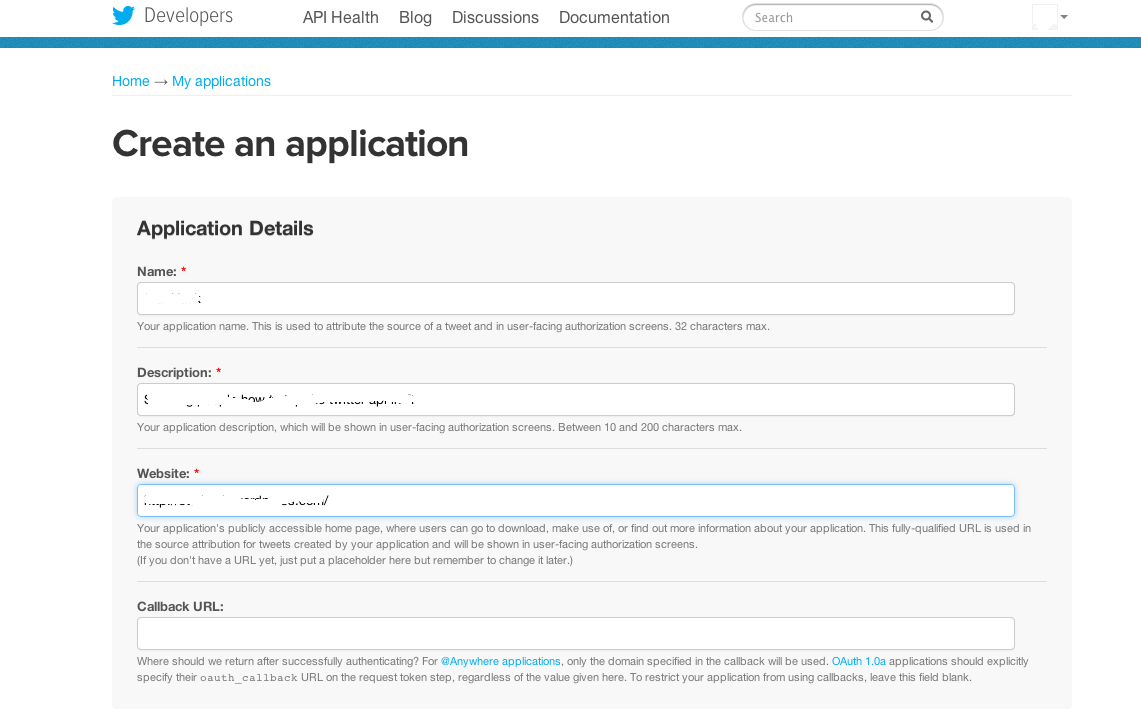 Developers
API Health Blog Discussions Documentation
Search
Home → My applications
Create an application
Application Details
Name: *
Your application name. This is used to attribute the source of a tweet and in user-facing authorization screens. 32 characters max.
Description: *
how
Your application description, which will be shown in user-facing authorization screens. Between 10 and 200 characters max.
Website: *
Your application's publicly accessible home page, where users can go to download, make use of, or find out more information about your application. This fully-qualified URL is used in
the source attribution for tweets created by your application and will be shown in user-facing authorization screens.
(If you don't have a URL yet, just put a placeholder here but remember to change it later.)
Callback URL:
Where should we return after successfully authenticating? For @Anywhere applications, only the domain specified in the callback will be used. OAuth 1.0a applications should explicitly
specify their oauth_callback URL on the request token step, regardless of the value given here. To restrict your application from using callbacks, leave this field blank.